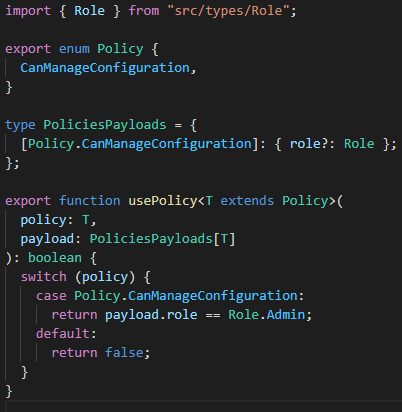 import { Role } from "src/types/Role";
export enum Policy {
  CanManageConfiguration,
}
type PoliciesPayloads = {
  [Policy.CanManageConfiguration]: { role?: Role };
};
export function usePolicy<T extends Policy>(
  policy: T,
  payload: PoliciesPayloads[T]
): boolean {
  switch (policy) {
    case Policy.CanManageConfiguration:
      return payload.role == Role.Admin;
    default:
      return false;
  }
}